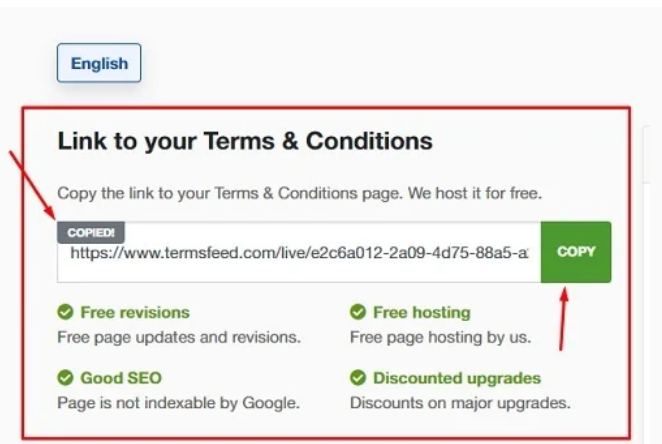 English
Link to your Terms & Conditions
Copy the link to your Terms & Conditions page. We host it for free.
COPIED!
https://www.termsfeed.com/live/e2c6a012-2a09-4d75-88a5-a
COPY
Free revisions
Free page updates and revisions.
Free hosting
Free page hosting by us.
Good SEO
Page is not indexable by Google.
Discounted upgrades
Discounts on major upgrades.